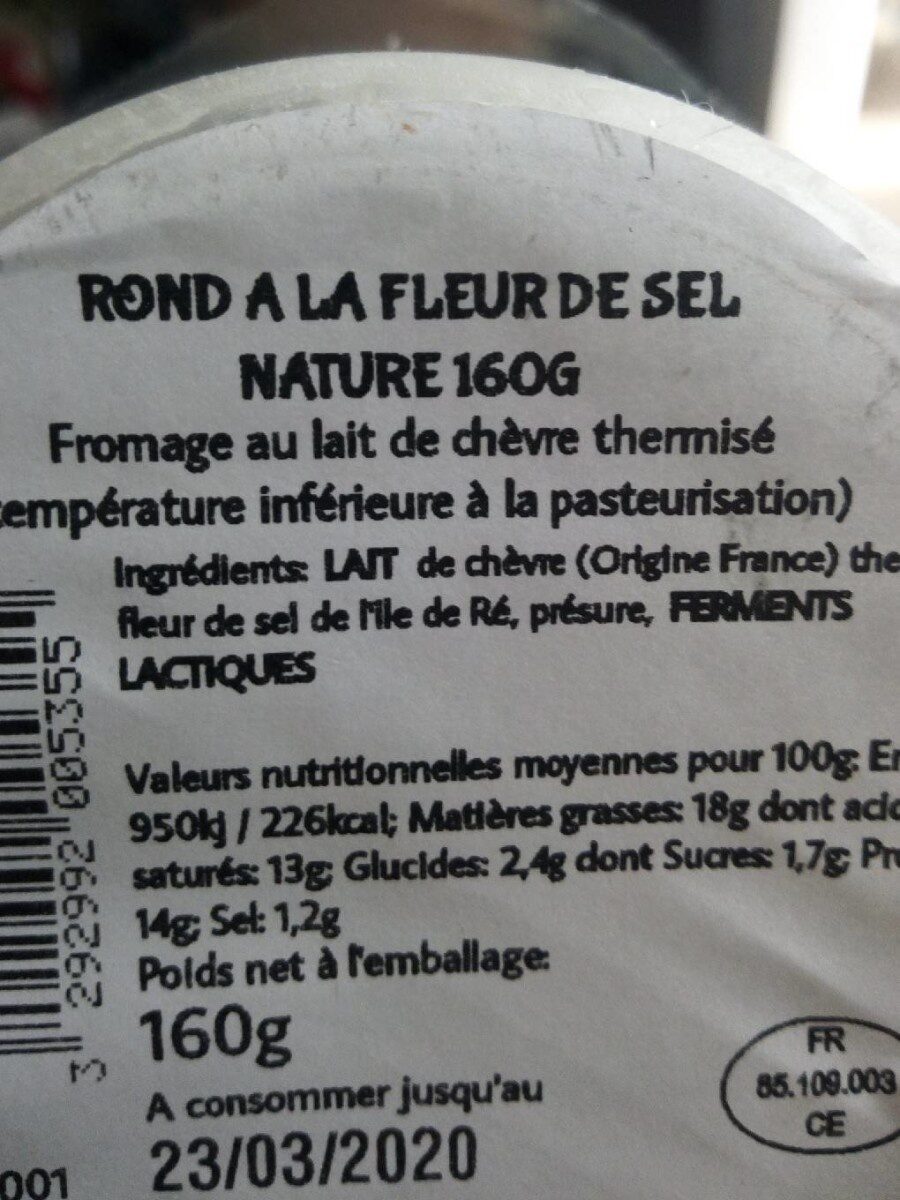 ROND A LA FLEUR DE SEL
NATURE 160G
Fromage au lait de chèvre thermisé
température inférieure à la pasteurisation)
Ingrédients: LAIT de chèvre (Origine France) the
fleur de sel de l'île de Ré, présure, FERMENTS
LACTIQUES
Valeurs nutritionnelles moyennes pour 100g: En
950kj / 226kcal; Matières grasses: 18g dont acid
saturés: 13g; Glucides: 2,4g dont Sucres: 1,7g; Pro
14g; Sel: 1,2g
Poids net à l'emballage:
160g
A consommer jusqu'au
23/03/2020
FR
85.109.003
CE
3 292992 005355
001